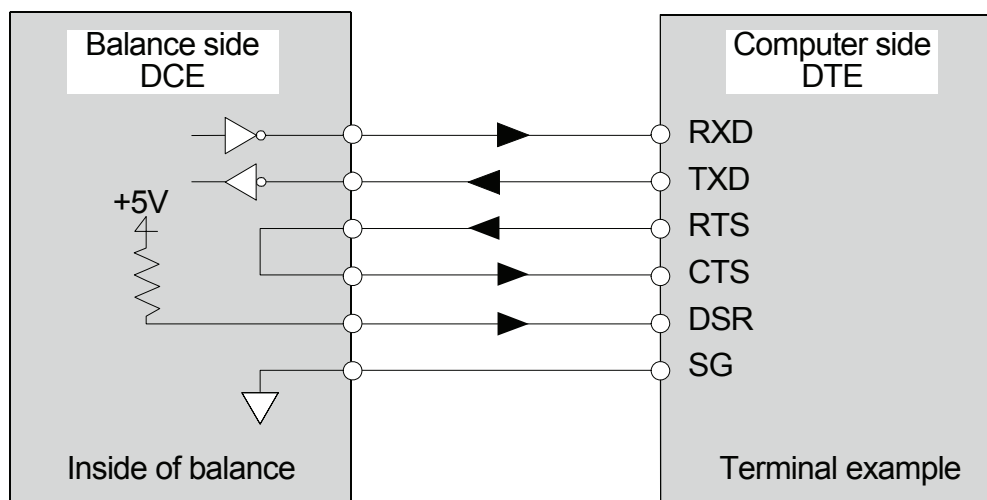 Balance side
DCE
Computer side
DTE
RXD
TXD
+5V
RTS
CTS
DSR
SG
Inside of balance
Terminal example